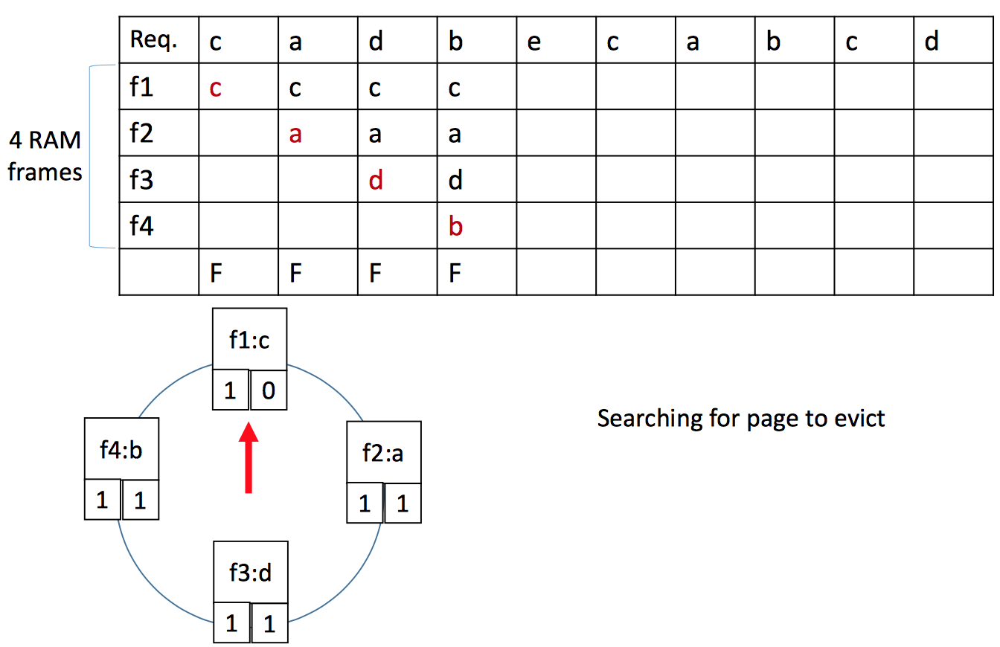 Req. c a d b e c a b c d
f1 c c c c
f2 a a a
f3 d d
f4 b
F F F F
4 RAM
frames
f1:c
1 0
f4:b
1 1
f2:a
1 1
f3:d
1 1
Searching for page to evict